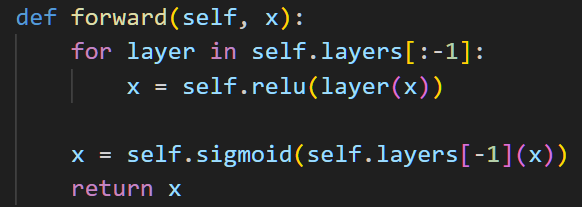 def forward(self, x):
    for layer in self.layers[:-1]:
        x = self.relu(layer(x))

    x = self.sigmoid(self.layers[-1](x))
    return x